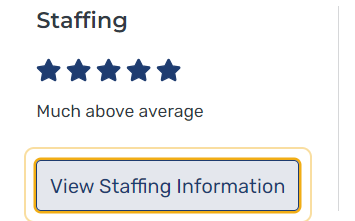 Staffing
Much above average
View Staffing Information